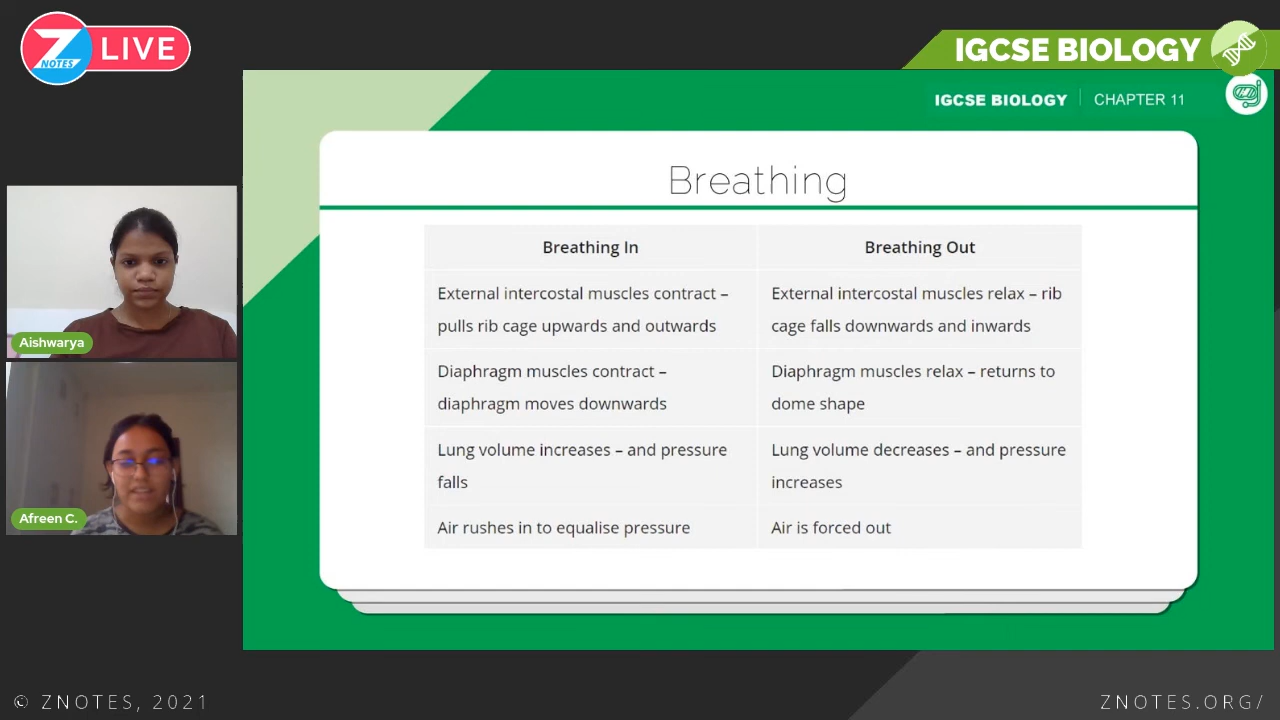 Z
NOTES
LIVE
IGCSE BIOLOGY
IGCSE BIOLOGY
CHAPTER 11
Breathing
Breathing In
Breathing Out
External intercostal muscles contract –
pulls rib cage upwards and outwards
External intercostal muscles relax – rib
cage falls downwards and inwards
Diaphragm muscles contract –
diaphragm moves downwards
Diaphragm muscles relax – returns to
dome shape
Lung volume increases – and pressure
falls
Lung volume decreases – and pressure
increases
Air rushes in to equalise pressure
Air is forced out
Aishwarya
Afreen C.
© ZNOTES, 2021
ZNOTES.ORG/